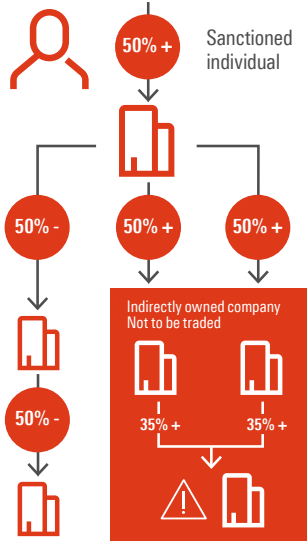 50% +
Sanctioned
individual
50% -
50% +
50% +
Indirectly owned company
Not to be traded
35% +
35% +
50% -